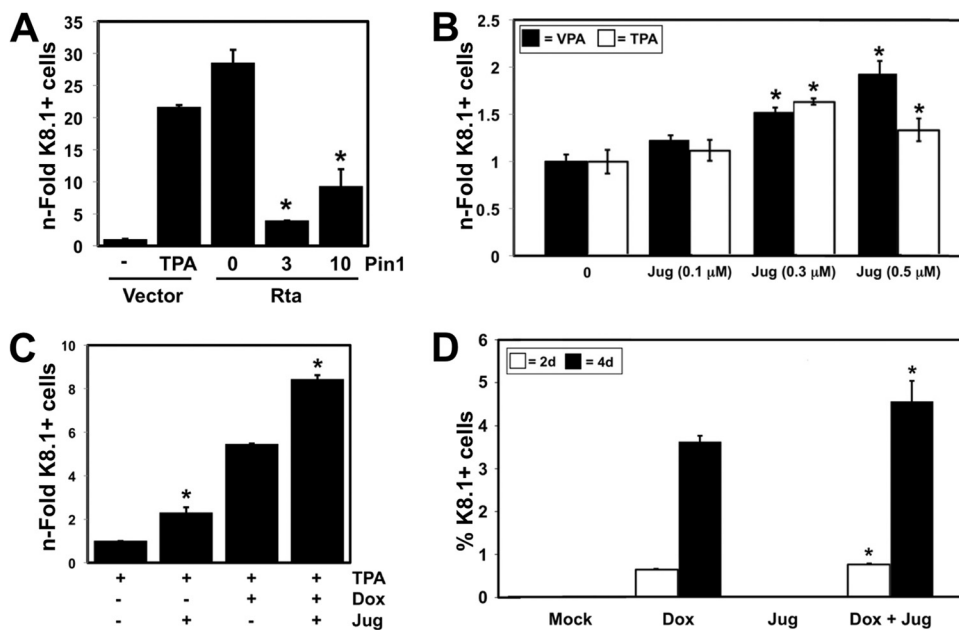 A
n-Fold K8.1+ cells
35
30
25
20
15
10
5
0
- TPA 0 3 10 Pin1
Vector Rta
* *
B
n-Fold K8.1+ cells
2.5
2
1.5
1
0.5
0
= VPA = TPA
* * * *
0 Jug (0.1 µM) Jug (0.3 µM) Jug (0.5 µM)
C
n-Fold K8.1+ cells
10
8
6
4
2
0
* *
+ + + + TPA
- - + + Dox
- + - + Jug
D
% K8.1+ cells
6
5
4
3
2
1
0
= 2d = 4d
* *
Mock Dox Jug Dox + Jug